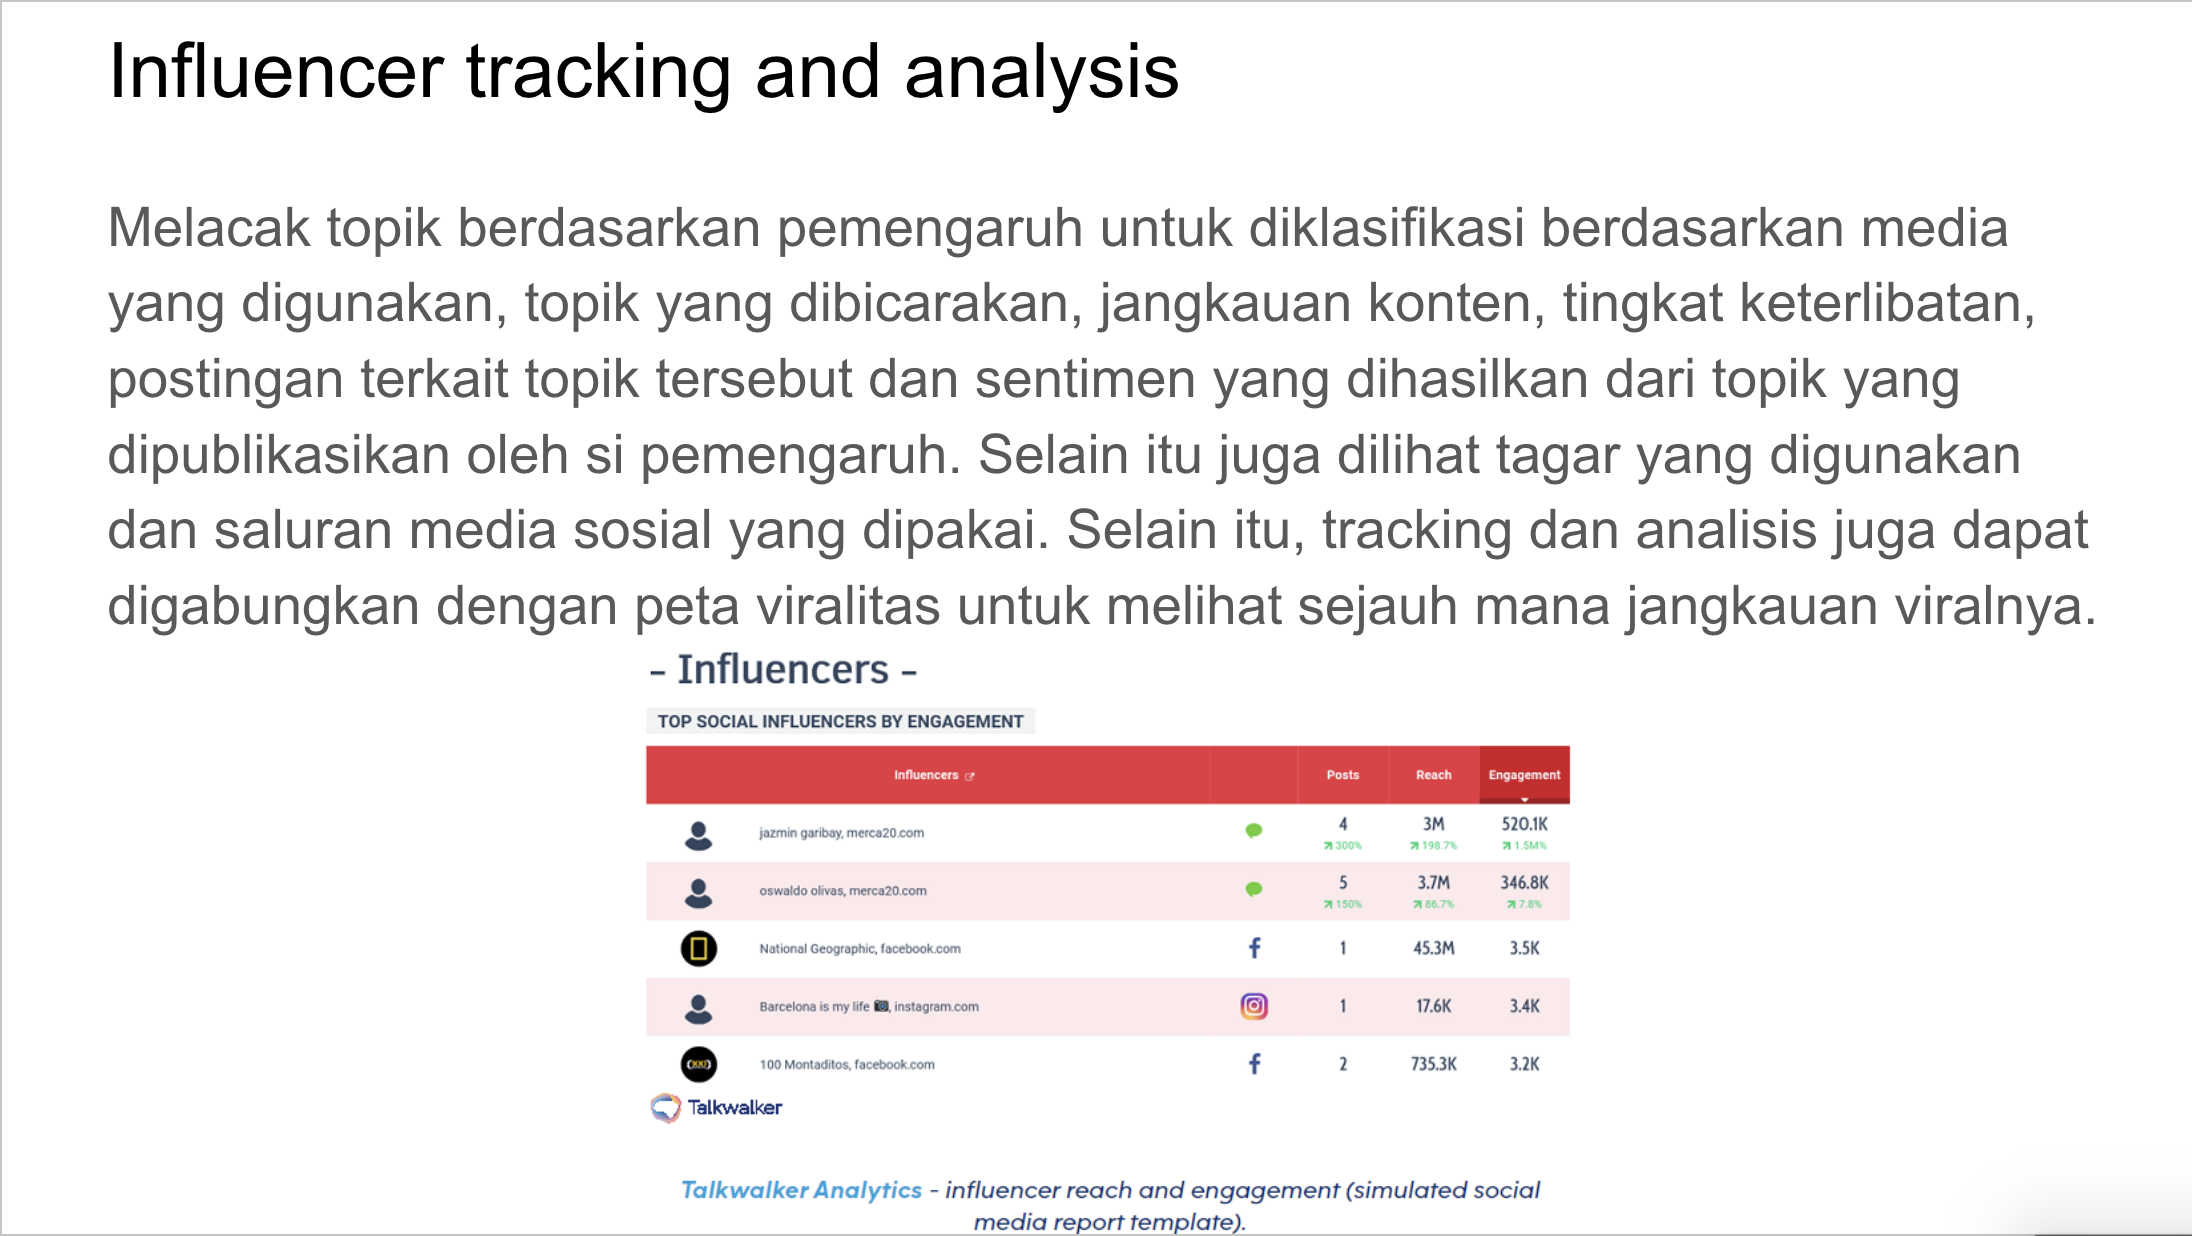 Influencer tracking and analysis
Melacak topik berdasarkan pemengaruh untuk diklasifikasi berdasarkan media
yang digunakan, topik yang dibicarakan, jangkauan konten, tingkat keterlibatan,
postingan terkait topik tersebut dan sentimen yang dihasilkan dari topik yang
dipublikasikan oleh si pemengaruh. Selain itu juga dilihat tagar yang digunakan
dan saluran media sosial yang dipakai. Selain itu, tracking dan analisis juga dapat
digabungkan dengan peta viralitas untuk melihat sejauh mana jangkauan viralnya.
- Influencers -
TOP SOCIAL INFLUENCERS BY ENGAGEMENT
Influencers Posts Reach Engagement
jazmin garibay, merca20.com 4 3M 520.1K
300% 198.7% 1.5M%
oswaldo olivas, merca20.com 5 3.7M 346.8K
150% 86.7% 7.8%
National Geographic, facebook.com 1 45.3M 3.5K
Barcelona is my life 📷, instagram.com 1 17.6K 3.4K
100 Montaditos, facebook.com 2 735.3K 3.2K
Talkwalker
Talkwalker Analytics - influencer reach and engagement (simulated social
media report template).